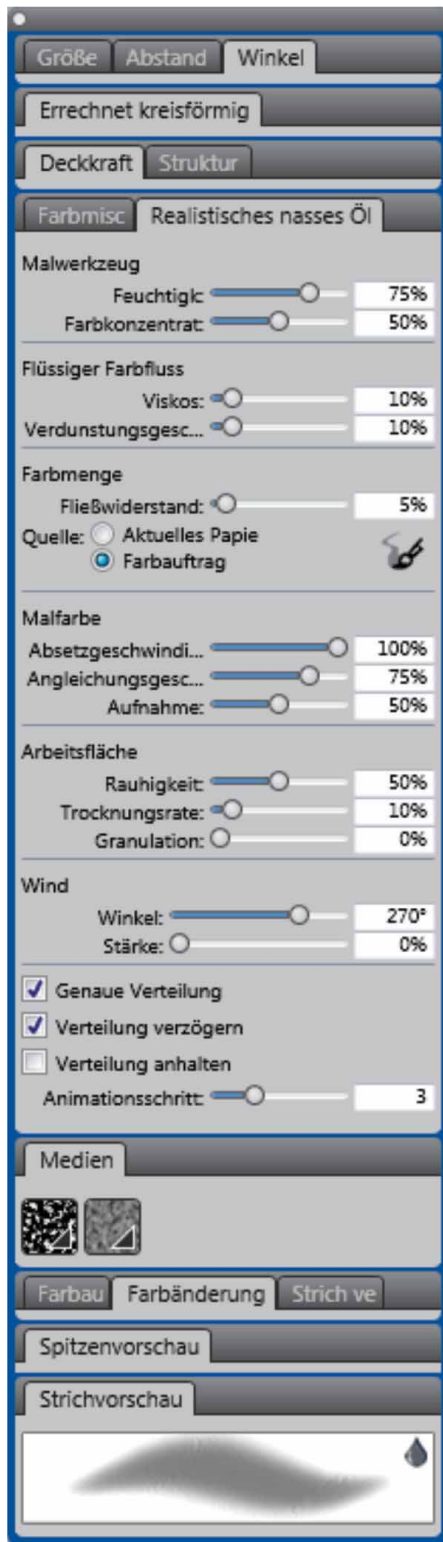 Größe Abstand Winkel
Errechnet kreisförmig
Deckkraft Struktur
Farbmisc Realistisches nasses Öl
Malwerkzeug
Feuchtigk: 75%
Farbkonzentrat: 50%
Flüssiger Farbfluss
Viskos: 10%
Verdunstungsgesc... 10%
Farbmenge
Fließwiderstand: 5%
Quelle: Aktuelles Papie
Farbauftrag
Malfarbe
Absetzgeschwindi... 100%
Angleichungsgesc... 75%
Aufnahme: 50%
Arbeitsfläche
Rauhigkeit: 50%
Trocknungsrate: 10%
Granulation: 0%
Wind
Winkel: 270°
Stärke: 0%
Genaue Verteilung
Verteilung verzögern
Verteilung anhalten
Animationsschritt: 3
Medien
Farbau Farbänderung Strich ve
Spitzenvorschau
Strichvorschau